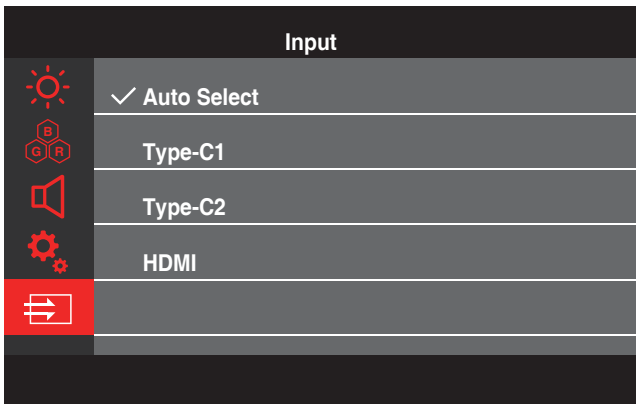 Input
Auto Select
B
G R
Type-C1
Type-C2
HDMI